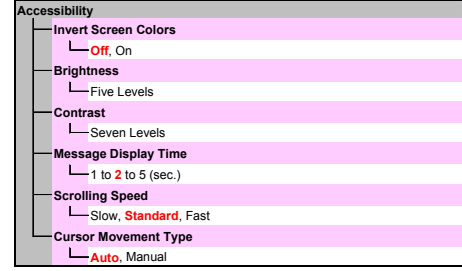 Accessibility
Invert Screen Colors
Off, On
Brightness
Five Levels
Contrast
Seven Levels
Message Display Time
1 to 2 to 5 (sec.)
Scrolling Speed
Slow, Standard, Fast
Cursor Movement Type
Auto, Manual